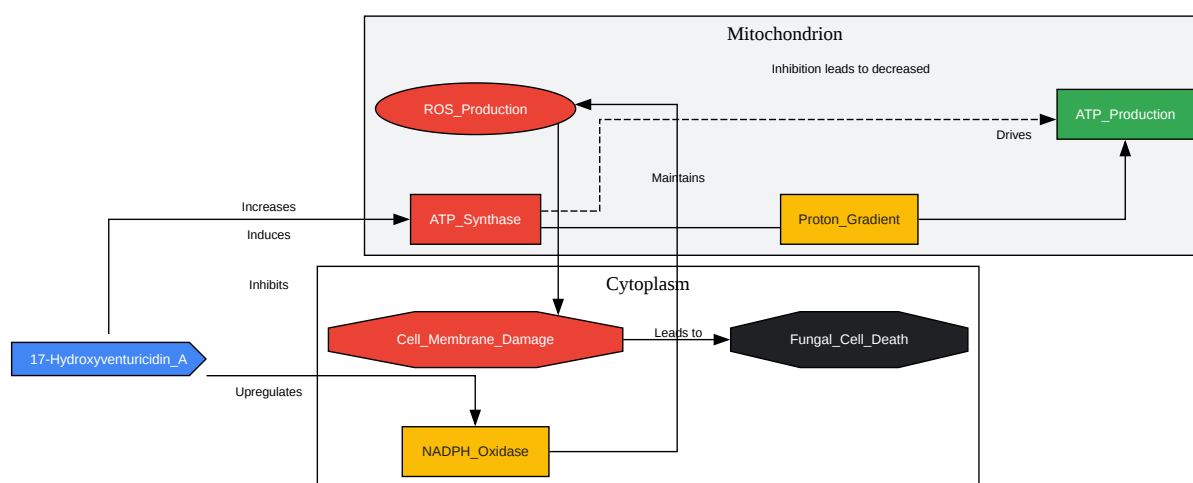 Mitochondrion
Inhibition leads to decreased
ROS_Production
ATP_Production
Drives
Maintains
Increases
ATP_Synthase
Proton_Gradient
Induces
Inhibits
Cytoplasm
Cell_Membrane_Damage
Leads to
Fungal_Cell_Death
17-Hydroxyventuricidin_A
Upregulates
NADPH_Oxidase